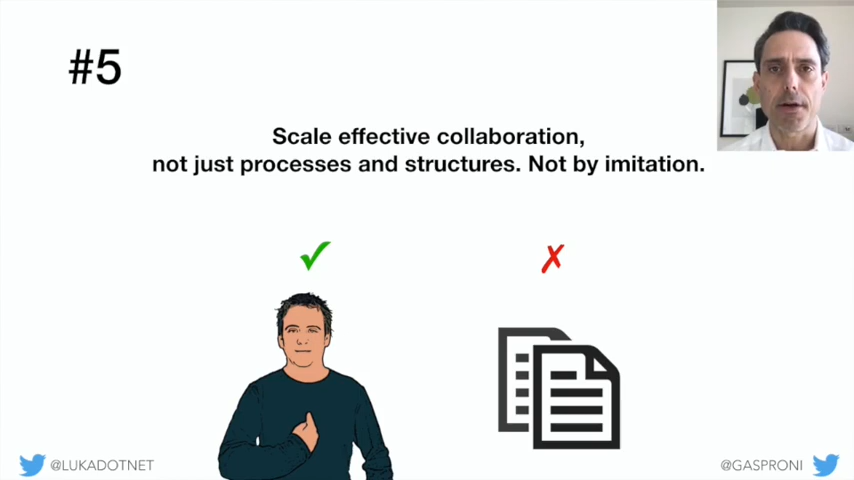 #5
Scale effective collaboration,
not just processes and structures. Not by imitation.
@LUKADOTNET
@GASPRONI